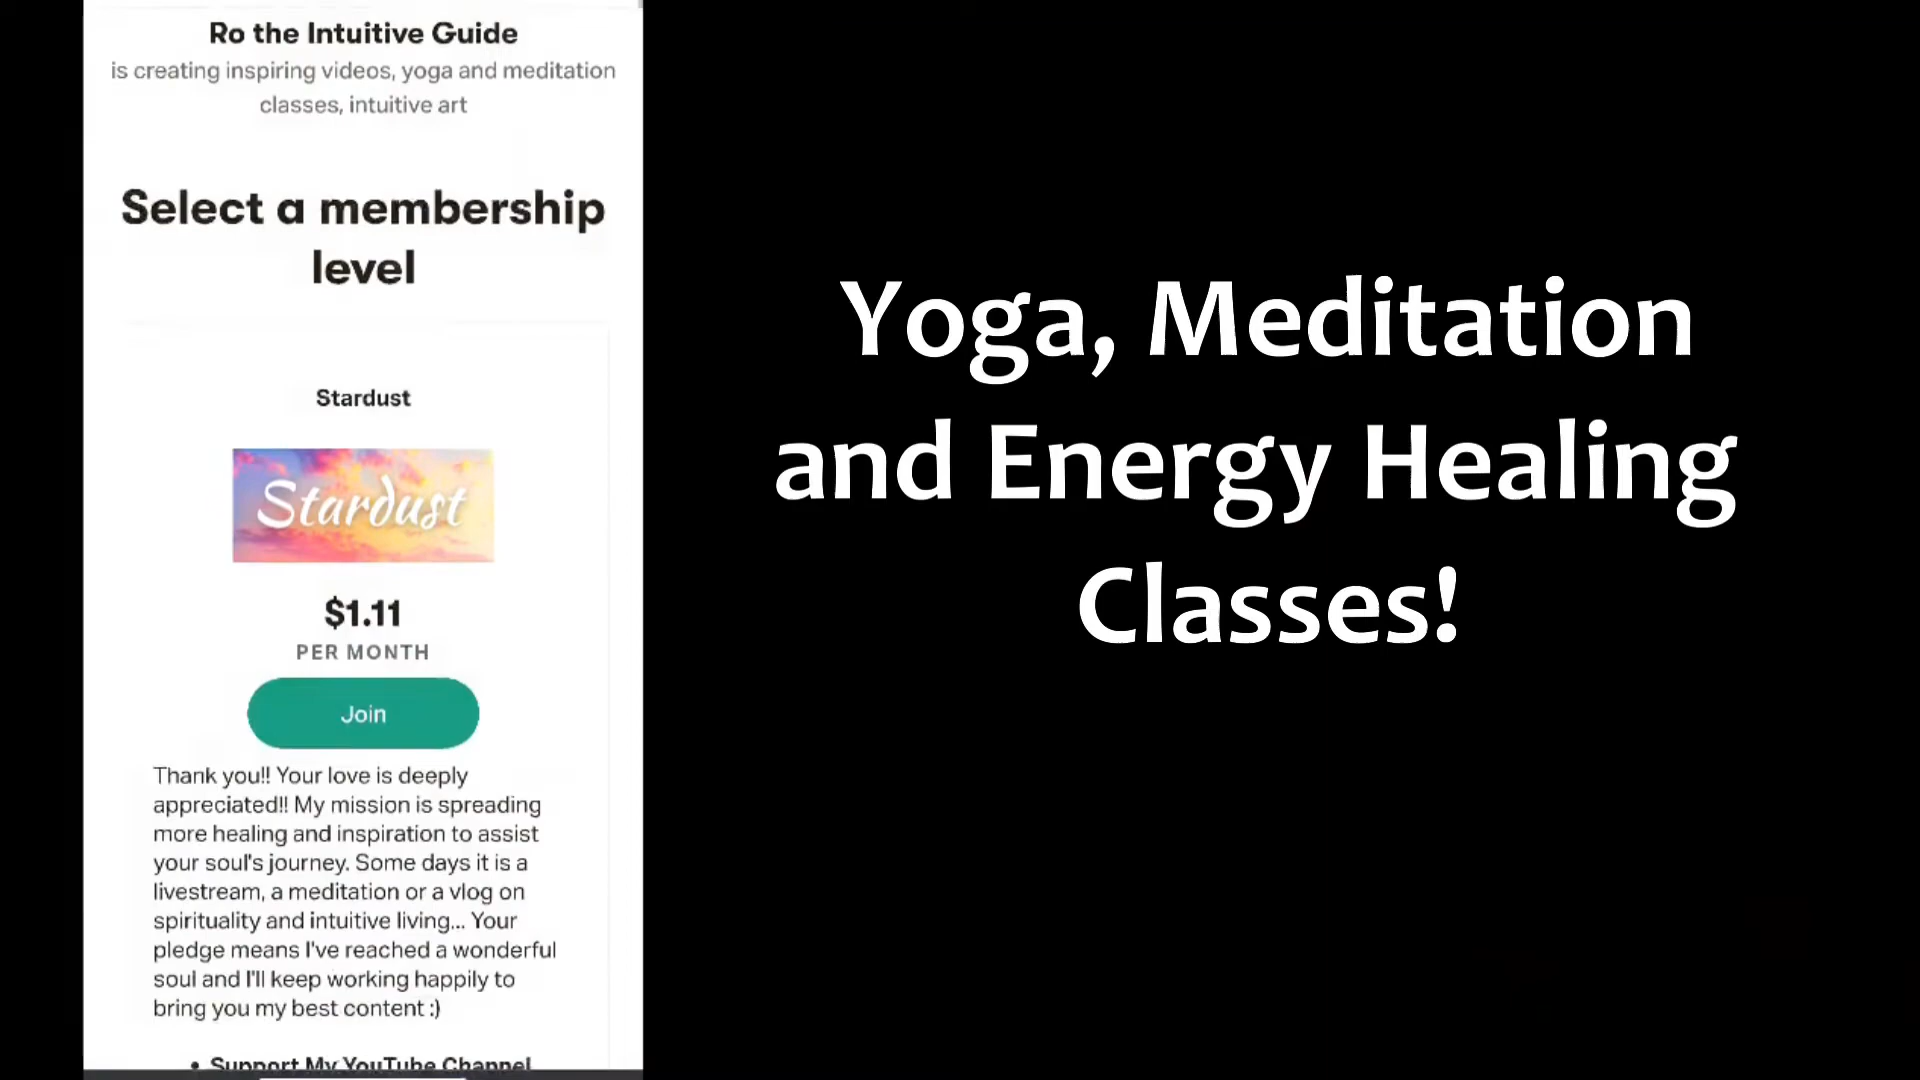 Ro the Intuitive Guide
is creating inspiring videos, yoga and meditation
classes, intuitive art
Select a membership
level
Stardust
Stardust
$1.11
PER MONTH
Join
Thank you!! Your love is deeply
appreciated!! My mission is spreading
more healing and inspiration to assist
your soul's journey. Some days it is a
livestream, a meditation or a vlog on
spirituality and intuitive living... Your
pledge means I've reached a wonderful
soul and I'll keep working happily to
bring you my best content :)
• Support My YouTube Channel
Yoga, Meditation
and Energy Healing
Classes!